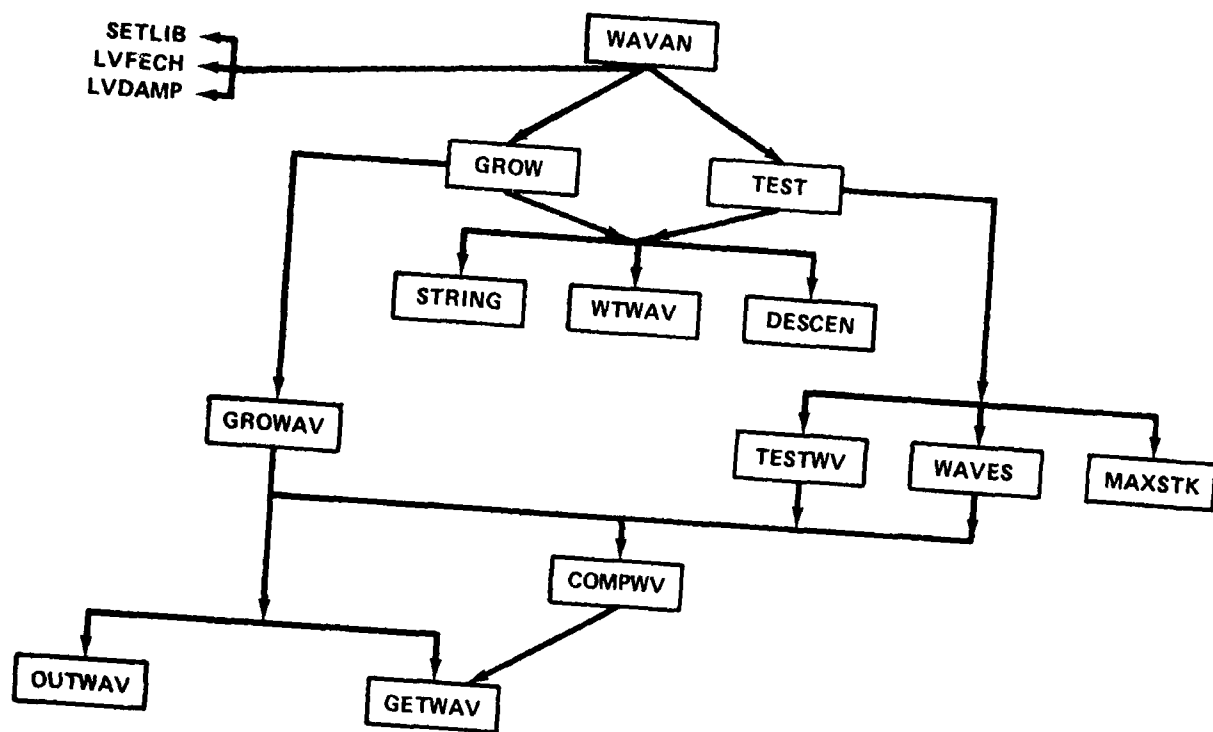 SETLIB
LVFECH
LVDAMP
WAVAN
GROW
TEST
STRING
WTWAV
DESCEN
GROWAV
TESTWV
WAVES
MAXSTK
COMPWV
OUTWAV
GETWAV